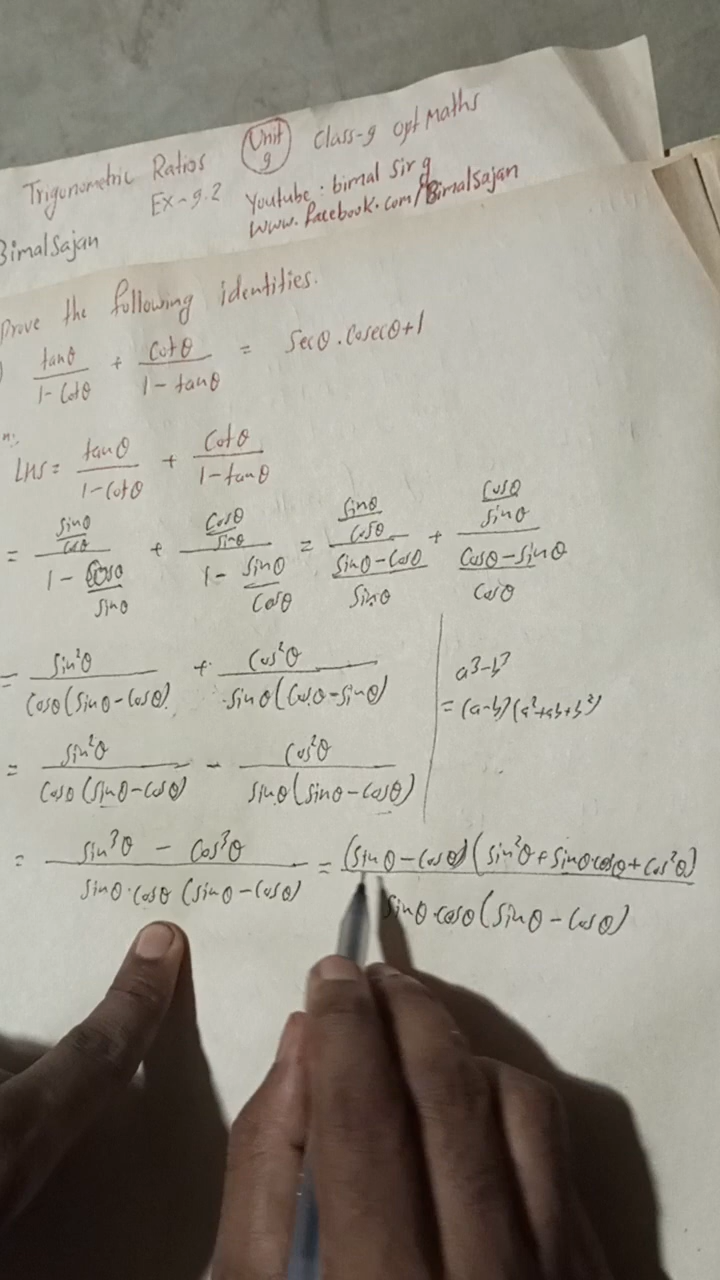 Trigonometric Ratios Unit 9 Class-9 opt Maths
Ex-9.2 Youtube: bimal Sir g
BimalSajan www.facebook.com/BimalSajan
Prove the following identities.
) tanθ/(1-Cotθ) + Cotθ/(1-tanθ) = Secθ.Cosecθ+1
n:
LHS = tanθ/(1-Cotθ) + Cotθ/(1-tanθ)
= (Sinθ/Cosθ)/(1-Cosθ/Sinθ) + (Cosθ/Sinθ)/(1-Sinθ/Cosθ) = (Sinθ/Cosθ)/((Sinθ-Cosθ)/Sinθ) + (Cosθ/Sinθ)/((Cosθ-Sinθ)/Cosθ)
= Sin²θ/(Cosθ(Sinθ-Cosθ)) + Cos²θ/(Sinθ(Cosθ-Sinθ))
a³-b³
= (a-b)(a²+ab+b²)
= Sin²θ/(Cosθ(Sinθ-Cosθ)) - Cos²θ/(Sinθ(Sinθ-Cosθ))
= (Sin³θ - Cos³θ)/(Sinθ.Cosθ(Sinθ-Cosθ)) = (Sinθ-Cosθ)(Sin²θ+Sinθ.Cosθ+Cos²θ)/(Sinθ.Cosθ(Sinθ-Cosθ))